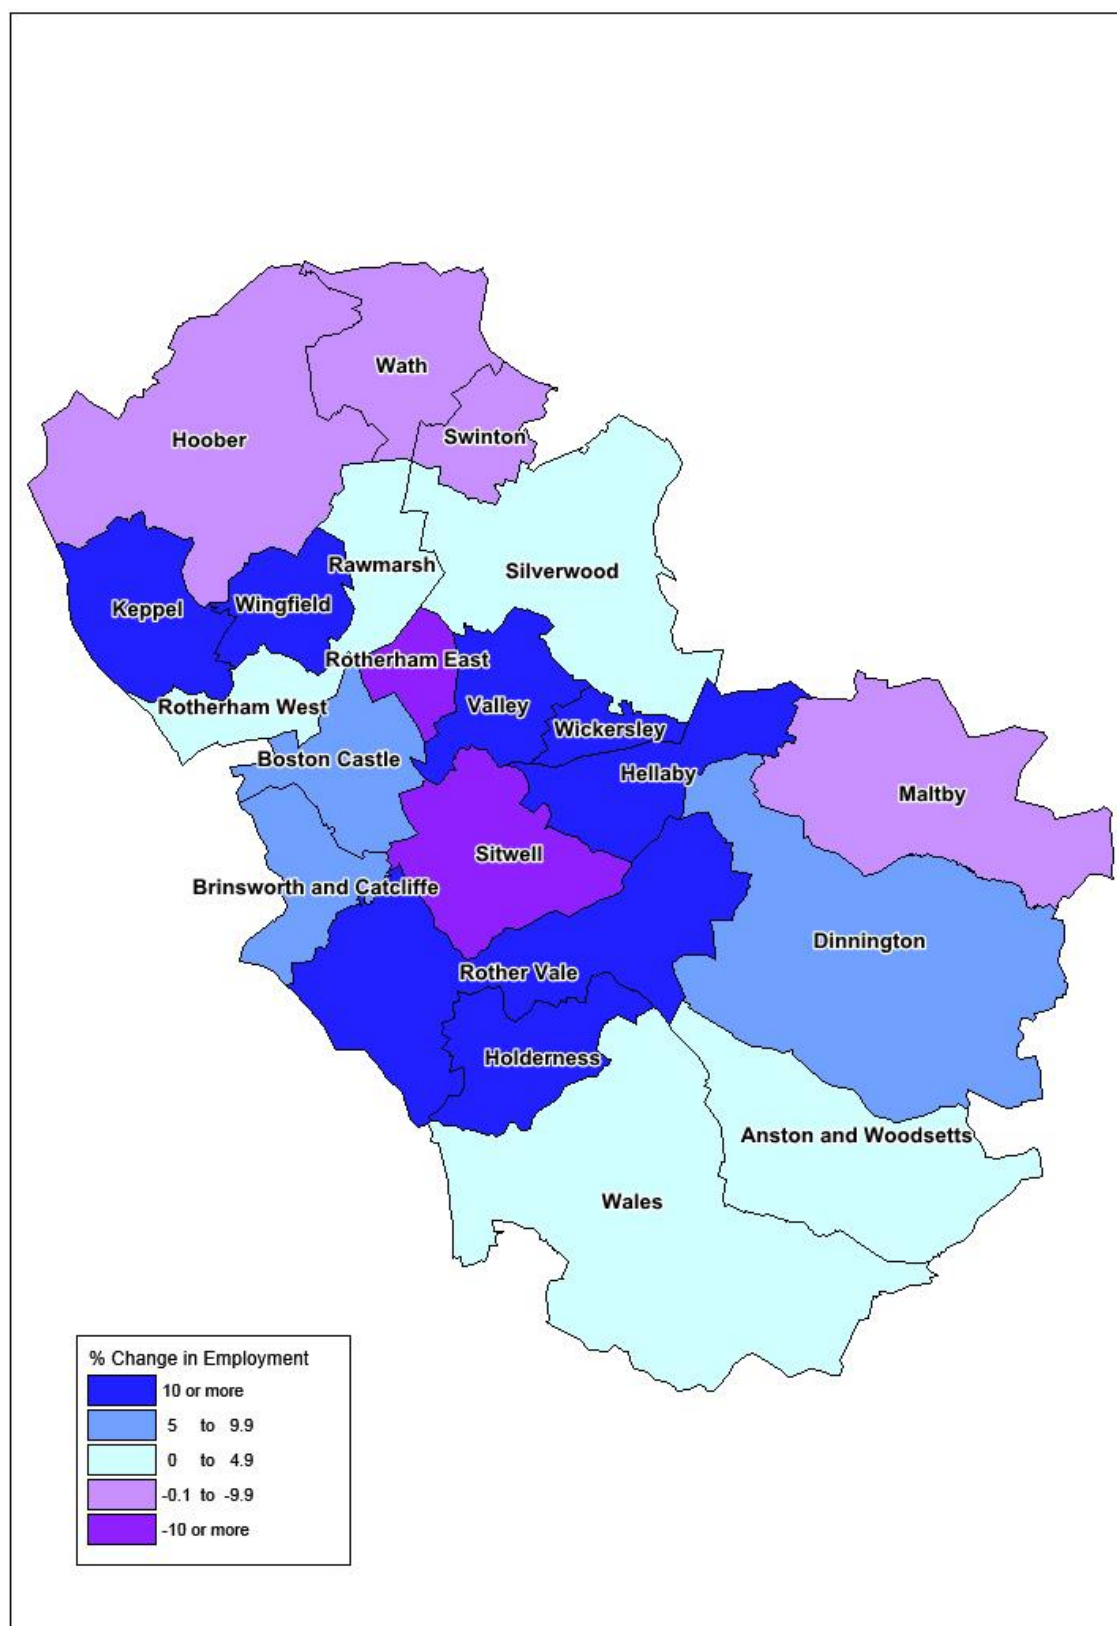 Wath
Hoober
Swinton
Rawmarsh
Silverwood
Keppel
Wingfield
Rotherham East
Rotherham West
Valley
Wickersley
Boston Castle
Hellaby
Maltby
Sitwell
Brinsworth and Catcliffe
Dinnington
Rother Vale
Holderness
Anston and Woodsetts
Wales
% Change in Employment
10 or more
5 to 9.9
0 to 4.9
-0.1 to -9.9
-10 or more